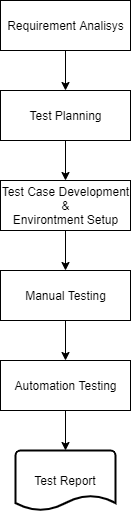 Requirement Analisys
Test Planning
Test Case Development
&
Environtment Setup
Manual Testing
Automation Testing
Test Report